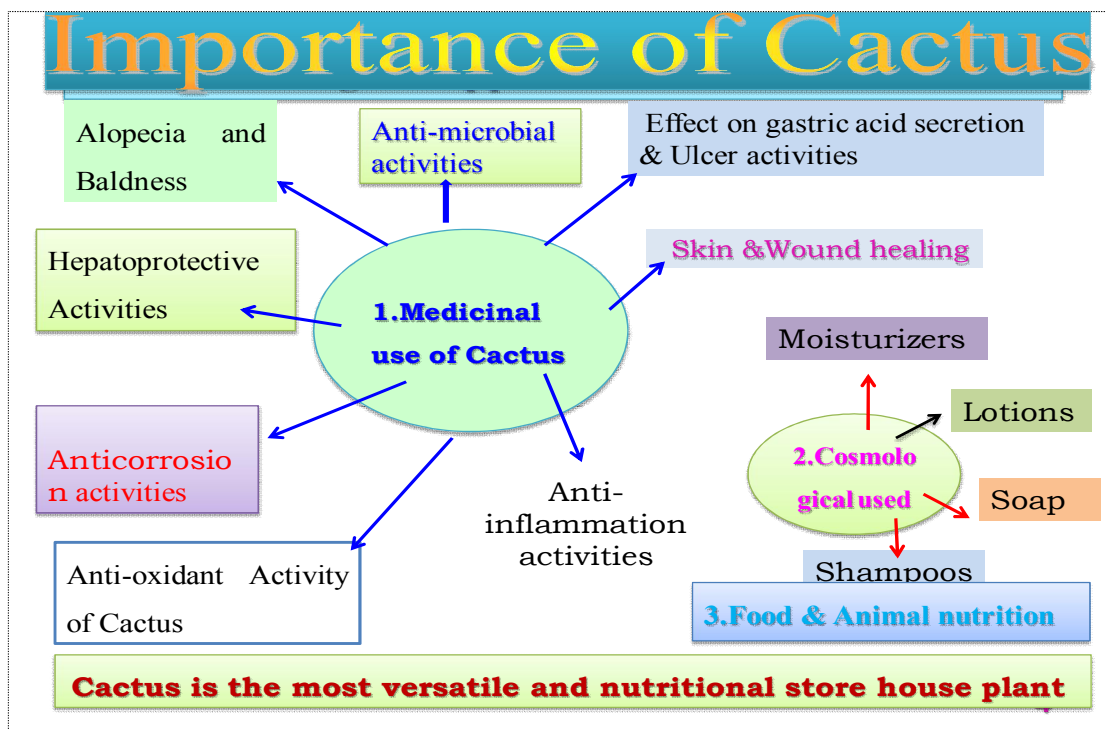 Importance of Cactus
Alopecia and
Baldness
Anti-microbial
activities
Effect on gastric acid secretion
& Ulcer activities
Hepatoprotective
Activities
Skin &Wound healing
1.Medicinal
use of Cactus
Moisturizers
Lotions
2.Cosmolo
gical used
Soap
Shampoos
Anticorrosio
n activities
Anti-
inflammation
activities
Anti-oxidant Activity
of Cactus
3.Food & Animal nutrition
Cactus is the most versatile and nutritional store house plant